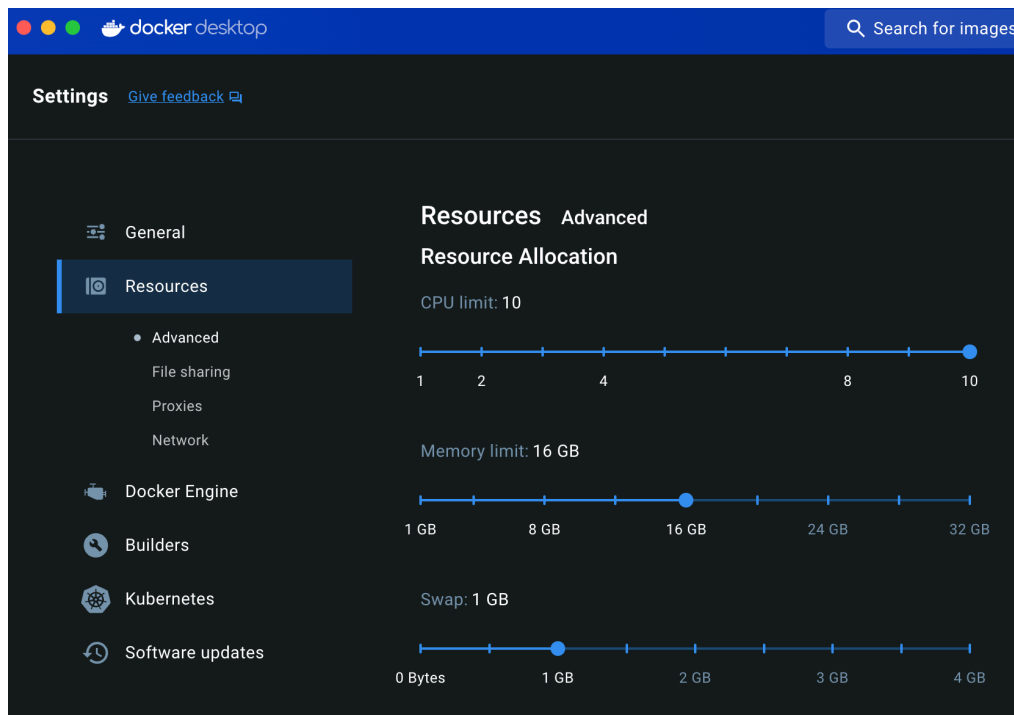 docker desktop
Search for images
Settings Give feedback
General
Resources
Advanced
File sharing
Proxies
Network
Docker Engine
Builders
Kubernetes
Software updates
Resources Advanced
Resource Allocation
CPU limit: 10
1 2 4 8 10
Memory limit: 16 GB
1 GB 8 GB 16 GB 24 GB 32 GB
Swap: 1 GB
0 Bytes 1 GB 2 GB 3 GB 4 GB